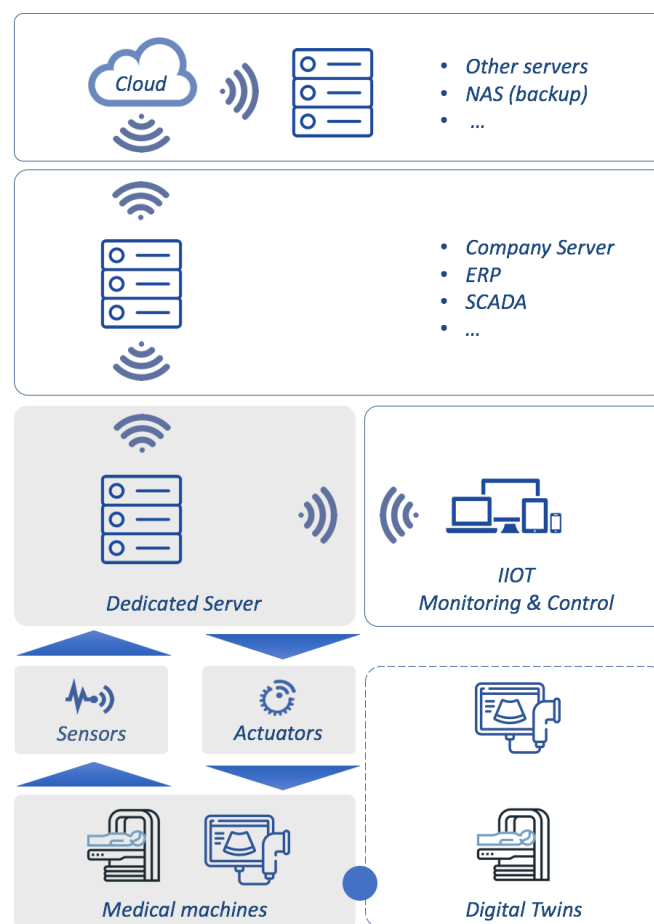 Cloud
• Other servers
• NAS (backup)
• ...
• Company Server
• ERP
• SCADA
• ...
Dedicated Server
IIOT
Monitoring & Control
Sensors
Actuators
Medical machines
Digital Twins